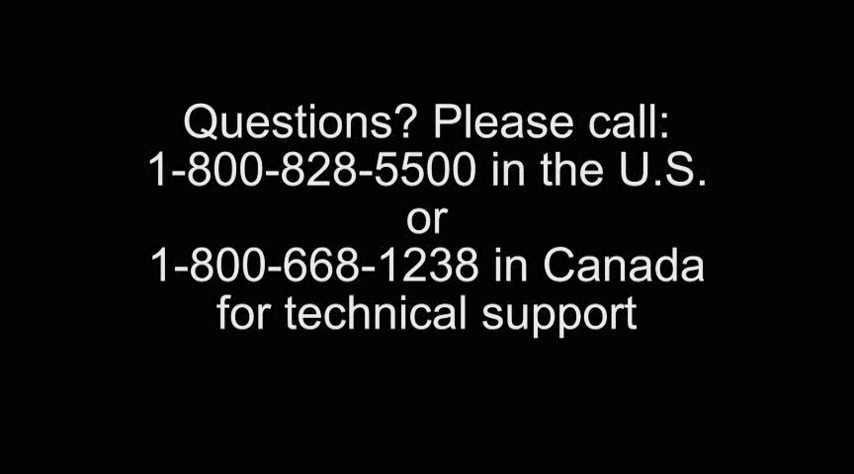 Questions? Please call:
1-800-828-5500 in the U.S.
or
1-800-668-1238 in Canada
for technical support